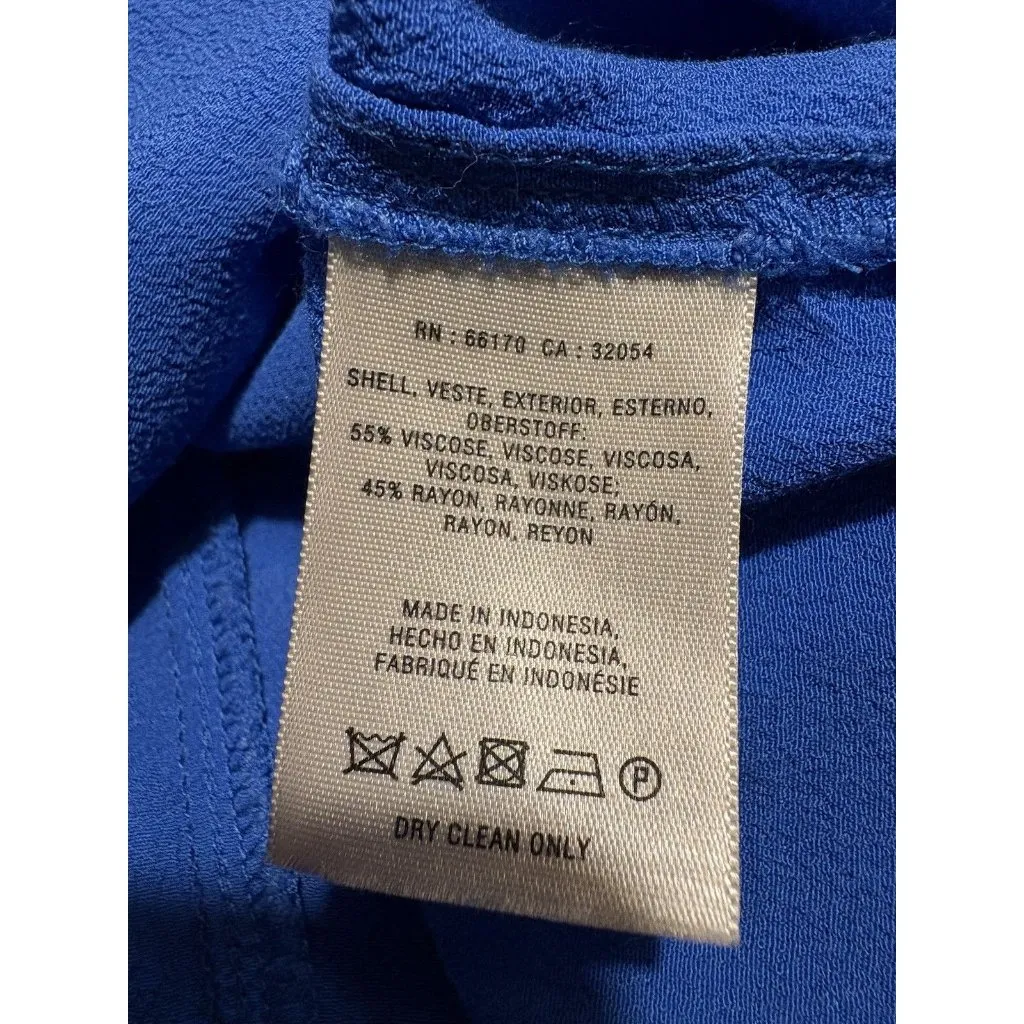 RN : 66170 CA : 32054
SHELL, VESTE, EXTERIOR, ESTERNO,
OBERSTOFF:
55% VISCOSE, VISCOSE, VISCOSA,
VISCOSA, VISKOSE;
45% RAYON, RAYONNE, RAYÓN,
RAYON, REYON
MADE IN INDONESIA,
HECHO EN INDONESIA,
FABRIQUÉ EN INDONÉSIE
P
DRY CLEAN ONLY